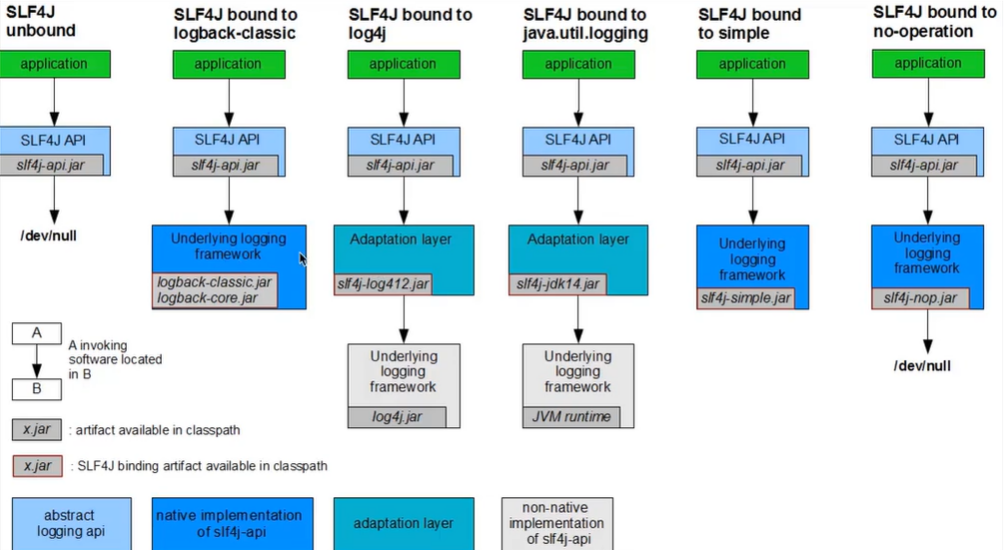 SLF4J
unbound
application
SLF4J API
slf4j-api.jar
/dev/null
SLF4J bound to
logback-classic
application
SLF4J API
slf4j-api.jar
Underlying logging
framework
logback-classic.jar
logback-core.jar
SLF4J bound to
log4j
application
SLF4J API
slf4j-api.jar
Adaptation layer
slf4j-log412.jar
Underlying
logging
framework
log4j.jar
SLF4J bound to
java.util.logging
application
SLF4J API
slf4j-api.jar
Adaptation layer
slf4j-jdk14.jar
Underlying
logging
framework
JVM runtime
SLF4J bound
to simple
application
SLF4J API
slf4j-api.jar
Underlying
logging
framework
slf4j-simple.jar
SLF4J bound to
no-operation
application
SLF4J API
slf4j-api.jar
Underlying
logging
framework
slf4j-nop.jar
/dev/null
A
B
A invoking
software located
in B
x.jar : artifact available in classpath
x.jar : SLF4J binding artifact available in classpath
abstract
logging api
native implementation
of slf4j-api
adaptation layer
non-native
implementation
of slf4j-api